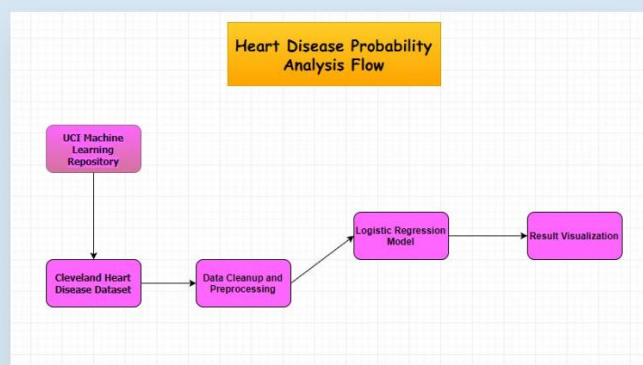 Heart Disease Probability
Analysis Flow
UCI Machine
Learning
Repository
Cleveland Heart
Disease Dataset
Data Cleanup and
Preprocessing
Logistic Regression
Model
Result Visualization